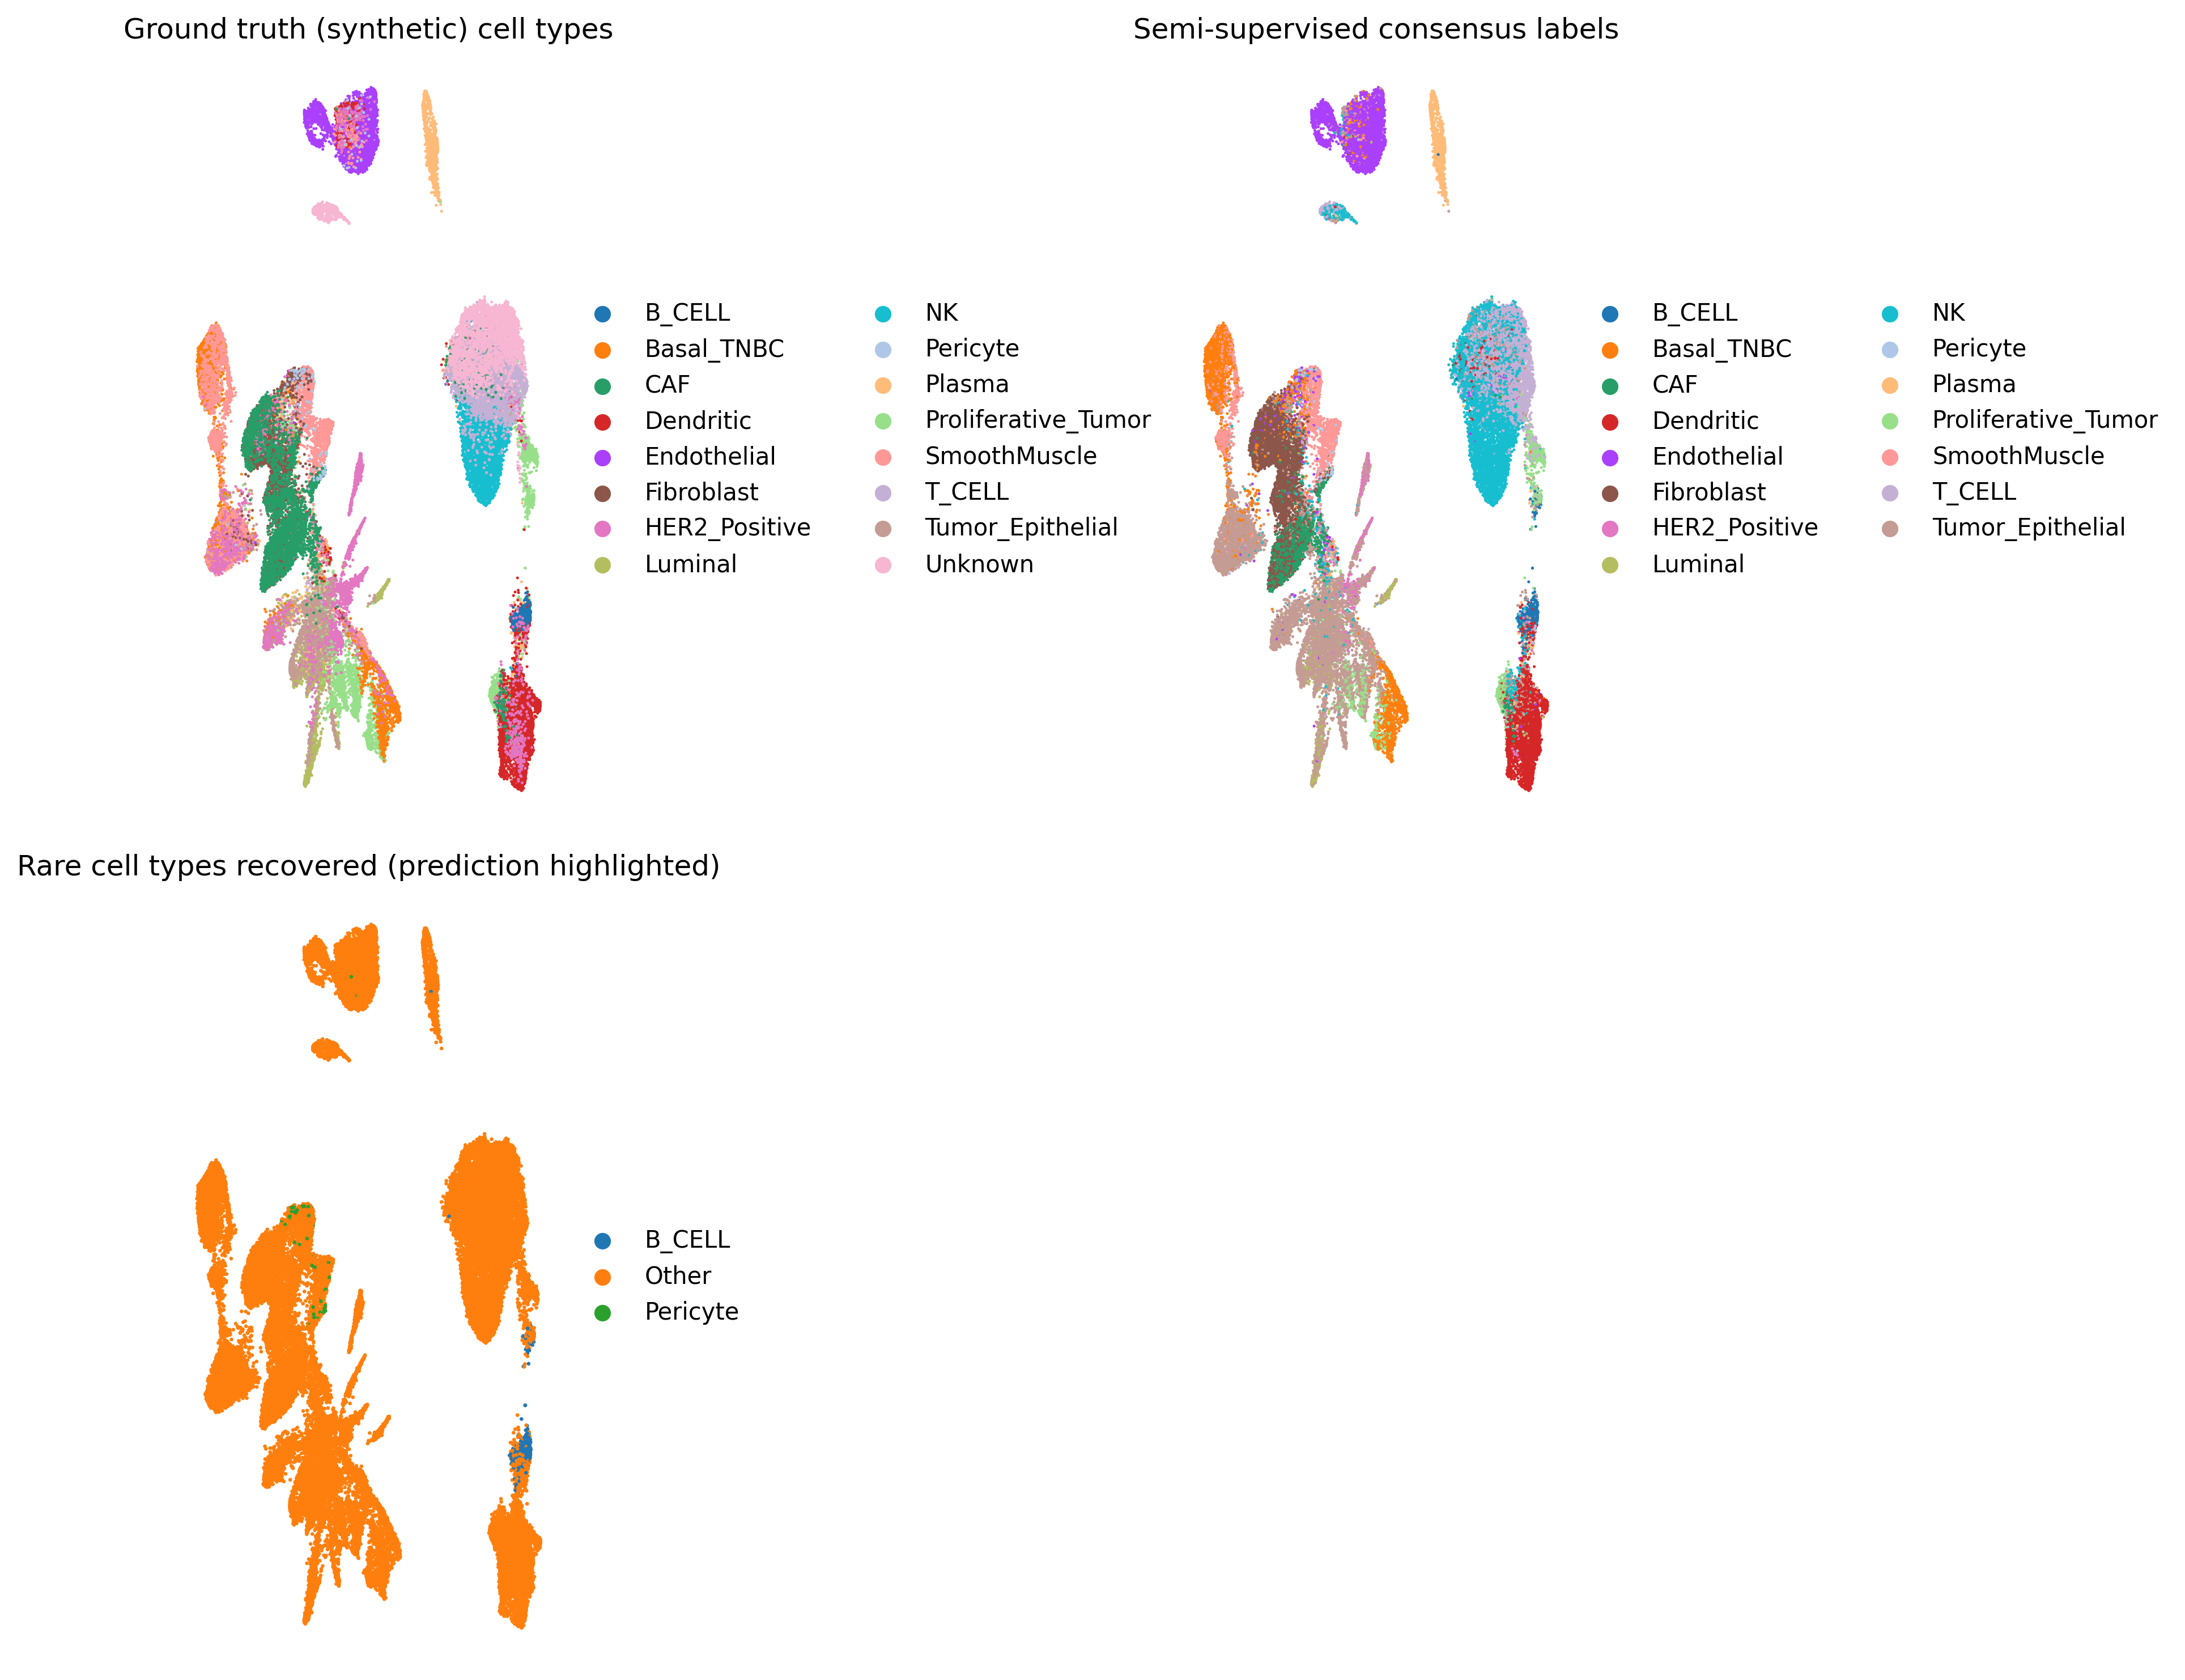 Ground truth (synthetic) cell types
B_CELL
Basal_TNBC
CAF
Dendritic
Endothelial
Fibroblast
HER2_Positive
Luminal
NK
Pericyte
Plasma
Proliferative_Tumor
SmoothMuscle
T_CELL
Tumor_Epithelial
Unknown
Semi-supervised consensus labels
B_CELL
Basal_TNBC
CAF
Dendritic
Endothelial
Fibroblast
HER2_Positive
Luminal
NK
Pericyte
Plasma
Proliferative_Tumor
SmoothMuscle
T_CELL
Tumor_Epithelial
Rare cell types recovered (prediction highlighted)
B_CELL
Other
Pericyte